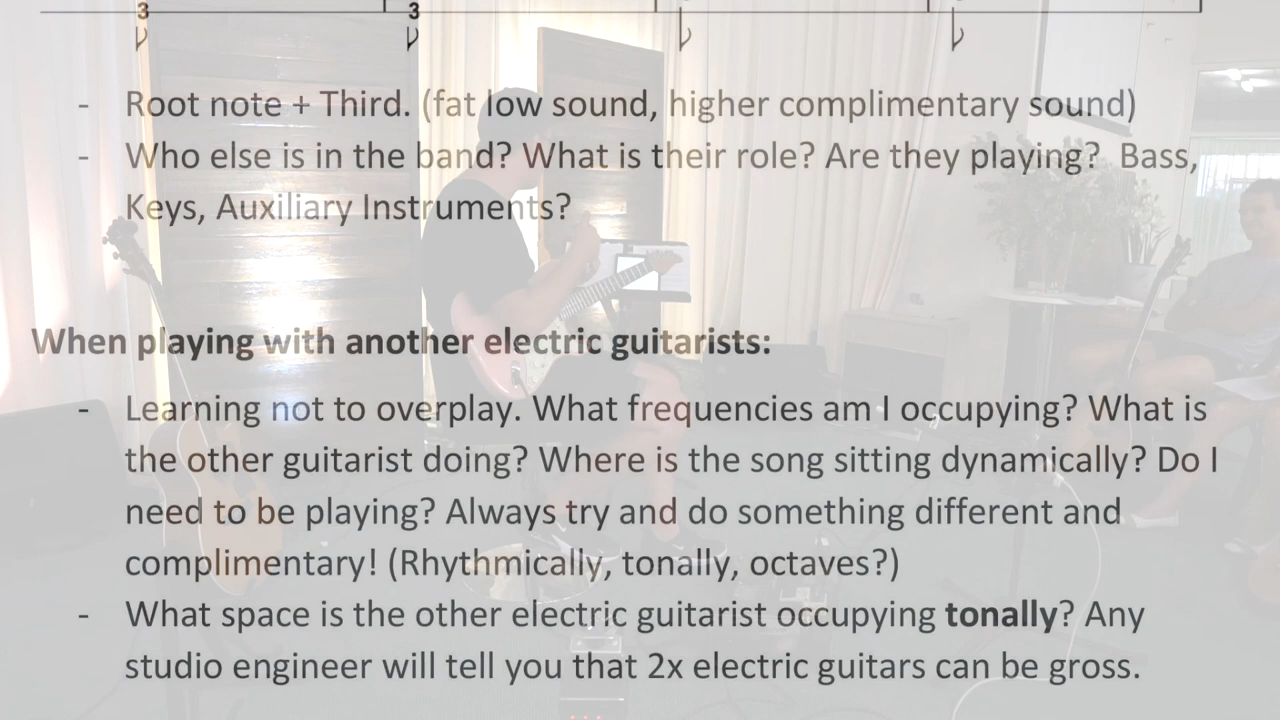 3 3
- Root note + Third. (fat low sound, higher complimentary sound)
- Who else is in the band? What is their role? Are they playing?  Bass,
Keys, Auxiliary Instruments?
When playing with another electric guitarists:
- Learning not to overplay. What frequencies am I occupying? What is
the other guitarist doing? Where is the song sitting dynamically? Do I
need to be playing? Always try and do something different and
complimentary! (Rhythmically, tonally, octaves?)
- What space is the other electric guitarist occupying tonally? Any
studio engineer will tell you that 2x electric guitars can be gross.